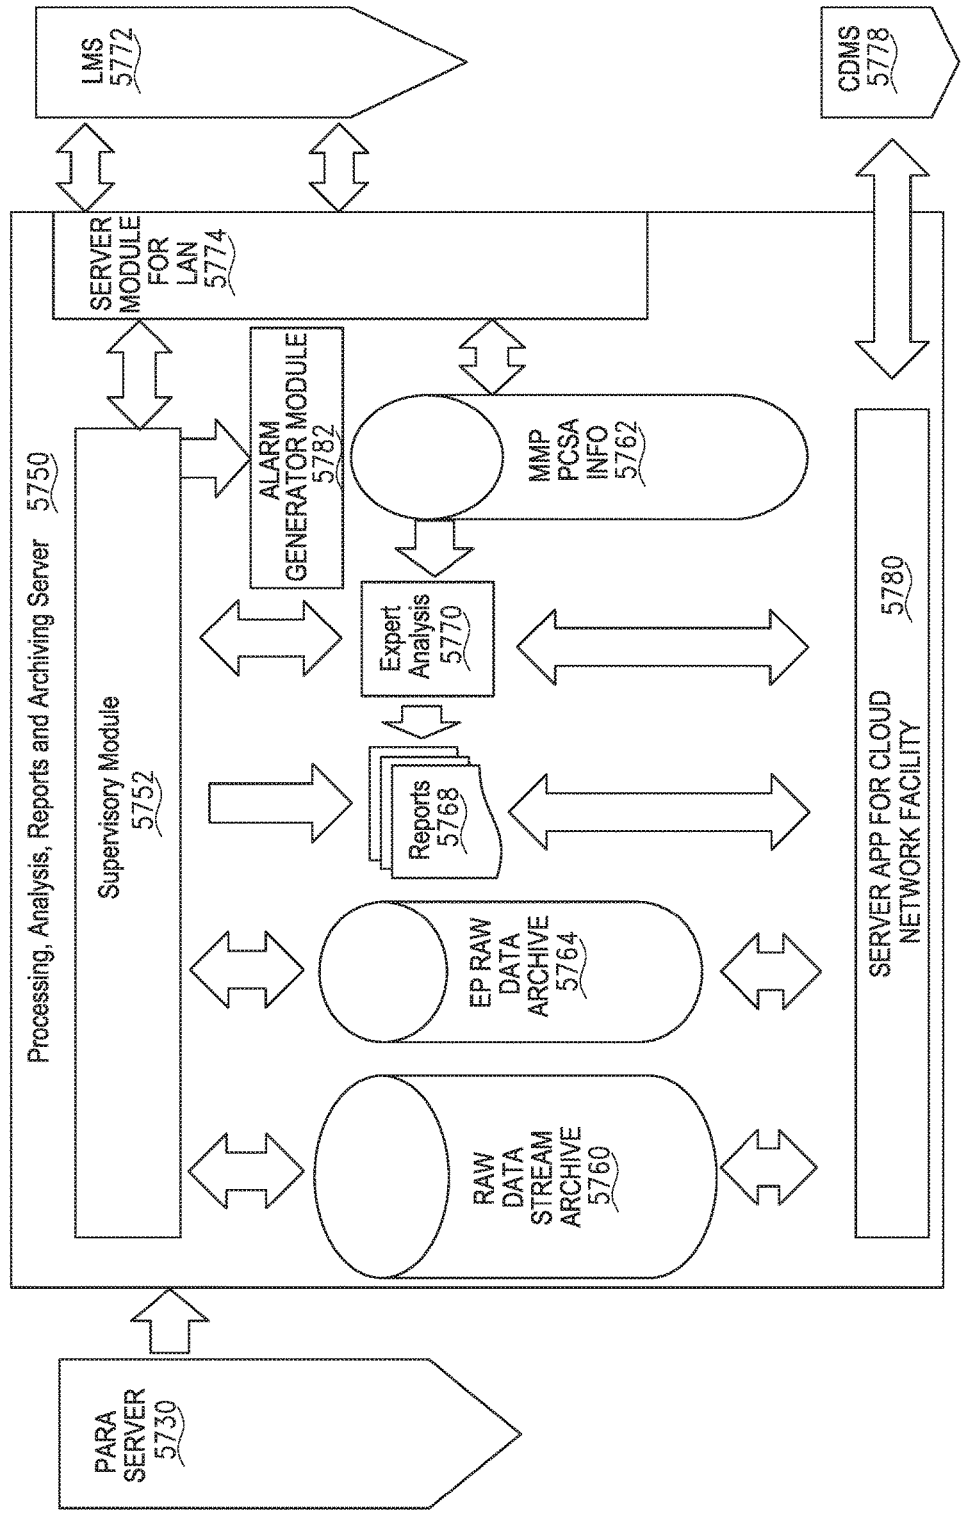 Processing, Analysis, Reports and Archiving Server 5750
PARA
SERVER
5730
Supervisory Module
5752
SERVER
MODULE
FOR
LAN
5774
LMS
5772
ALARM
GENERATOR MODULE
5782
RAW
DATA
STREAM
ARCHIVE
5760
EP RAW
DATA
ARCHIVE
5764
Reports
5768
Expert
Analysis
5770
MMP
PCSA
INFO
5762
SERVER APP FOR CLOUD
NETWORK FACILITY
5780
CDMS
5778